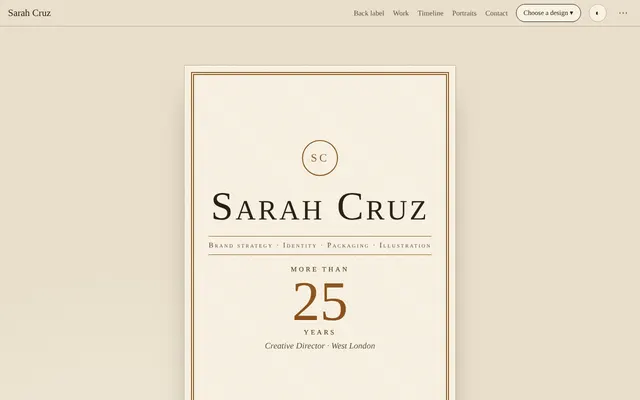 Sarah Cruz
Back label Work Timeline Portraits Contact Choose a design ▾ ...
SC
Sarah Cruz
Brand strategy · Identity · Packaging · Illustration
MORE THAN
25
YEARS
Creative Director · West London